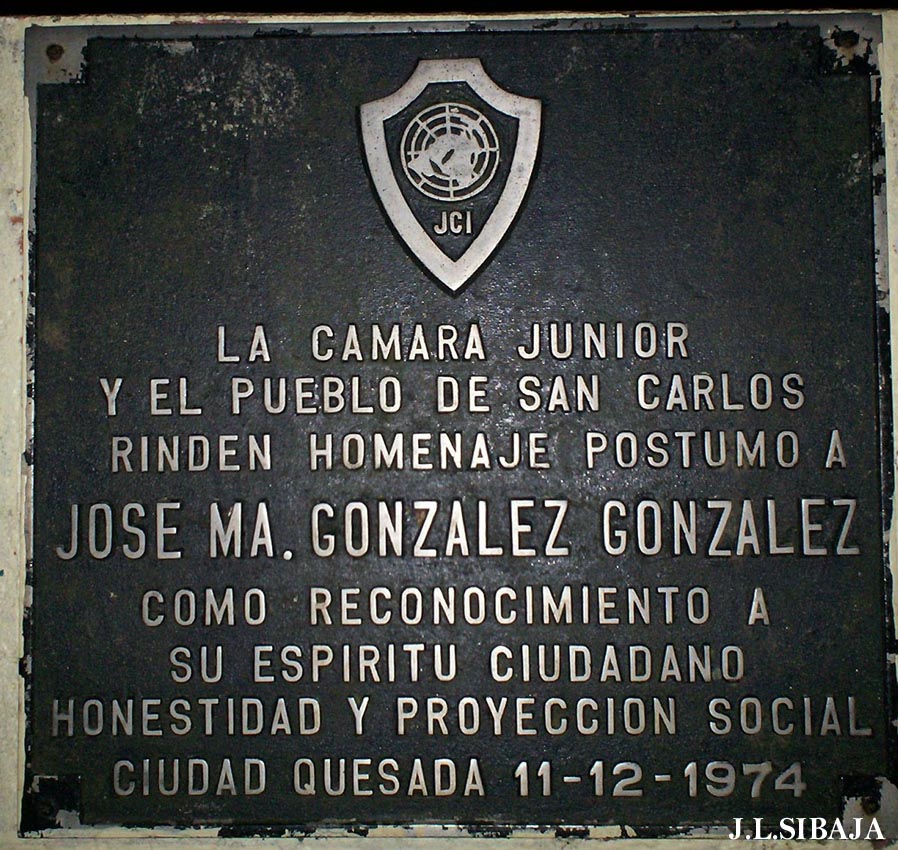 JCI
LA CAMARA JUNIOR
Y EL PUEBLO DE SAN CARLOS
RINDEN HOMENAJE POSTUMO A
JOSE MA. GONZALEZ GONZALEZ
COMO RECONOCIMIENTO A
SU ESPIRITU CIUDADANO
HONESTIDAD Y PROYECCION SOCIAL
CIUDAD QUESADA 11-12-1974
J.L.SIBAJA